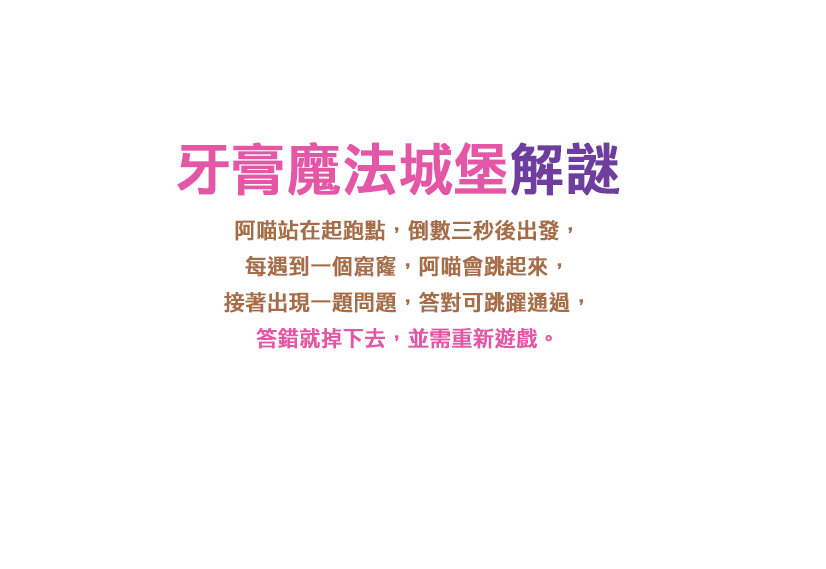 牙膏魔法城堡解謎
阿喵站在起跑點，倒數三秒後出發，
每遇到一個窟窿，阿喵會跳起來，
接著出現一題問題，答對可跳躍通過，
答錯就掉下去，並需重新遊戲。